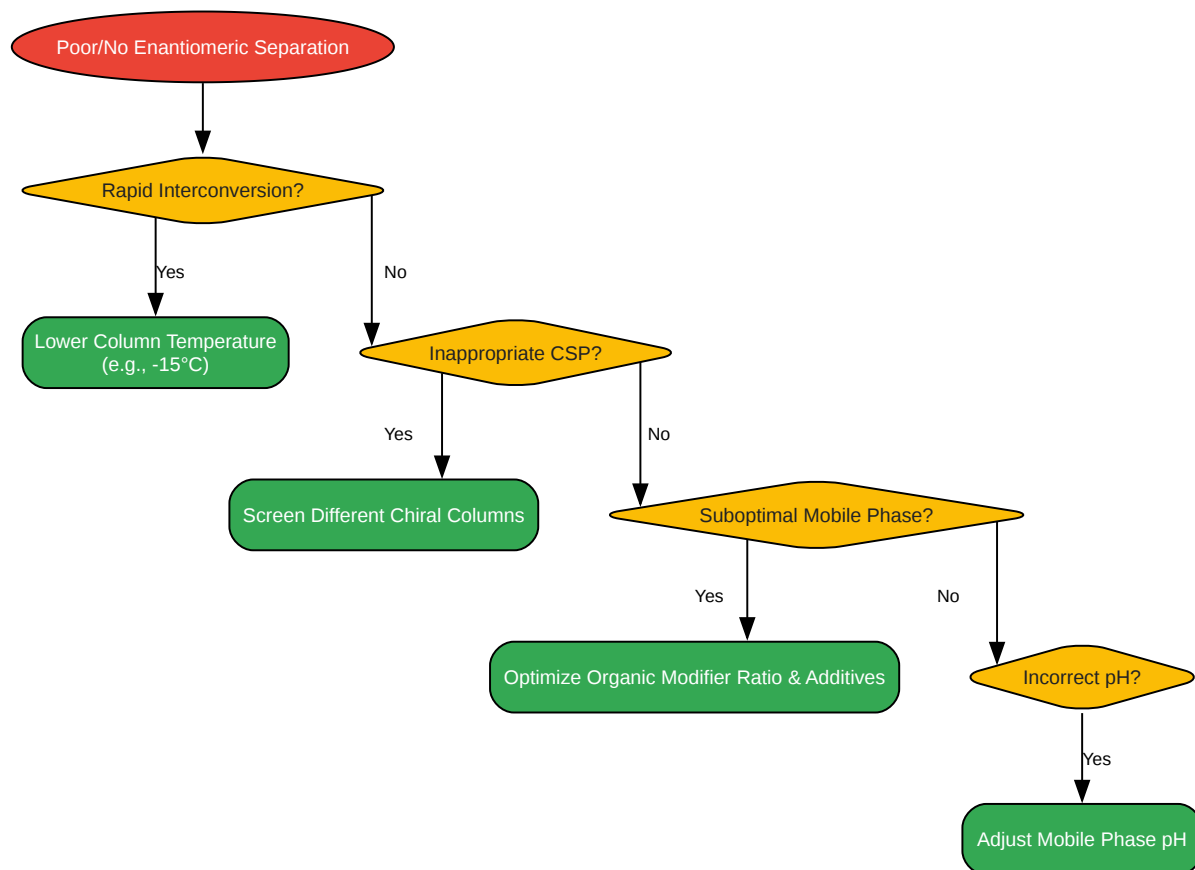 Poor/No Enantiomeric Separation
Rapid Interconversion?
Yes
No
Lower Column Temperature
(e.g., -15°C)
Inappropriate CSP?
Yes
No
Screen Different Chiral Columns
Suboptimal Mobile Phase?
Yes
No
Optimize Organic Modifier Ratio & Additives
Incorrect pH?
Yes
Adjust Mobile Phase pH